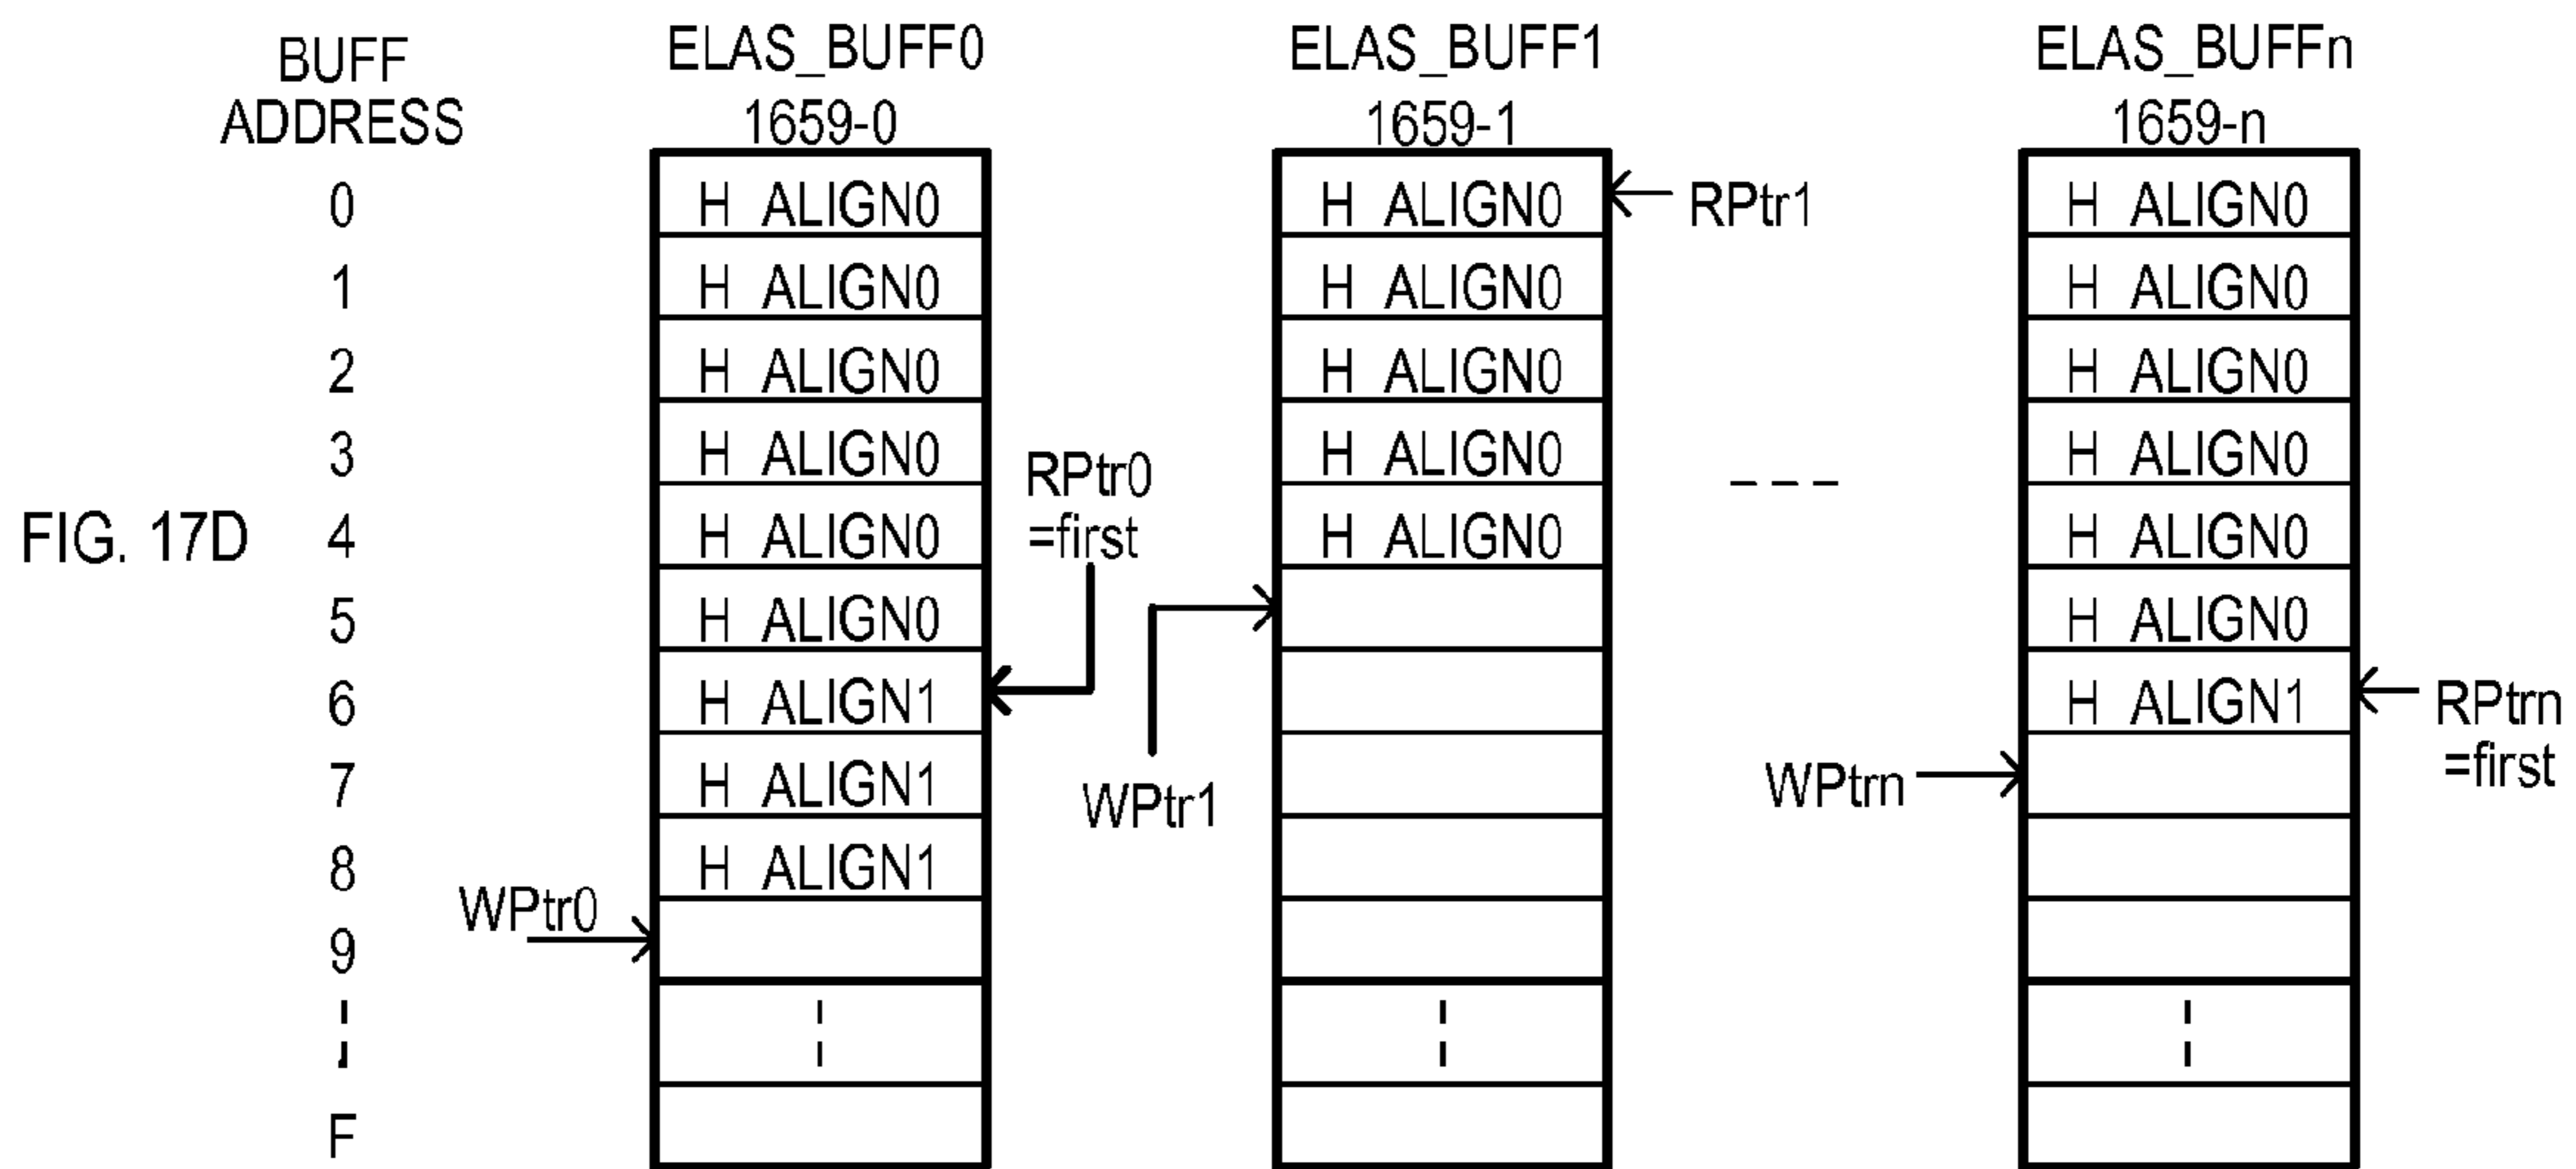 BUFF ADDRESS ELAS_BUFF0 ELAS_BUFF1 ELAS_BUFFn
1659-0 1659-1 1659-n
0 H ALIGN0 H ALIGN0 RPtr1 H ALIGN0
1 H ALIGN0 H ALIGN0 H ALIGN0
2 H ALIGN0 H ALIGN0 H ALIGN0
3 H ALIGN0 RPtr0 H ALIGN0 H ALIGN0
FIG. 17D 4 H ALIGN0 =first H ALIGN0 H ALIGN0
5 H ALIGN0 H ALIGN0
6 H ALIGN1 H ALIGN1 RPtrn
7 H ALIGN1 WPtr1 WPtrn =first
8 H ALIGN1
WPtr0
9
F